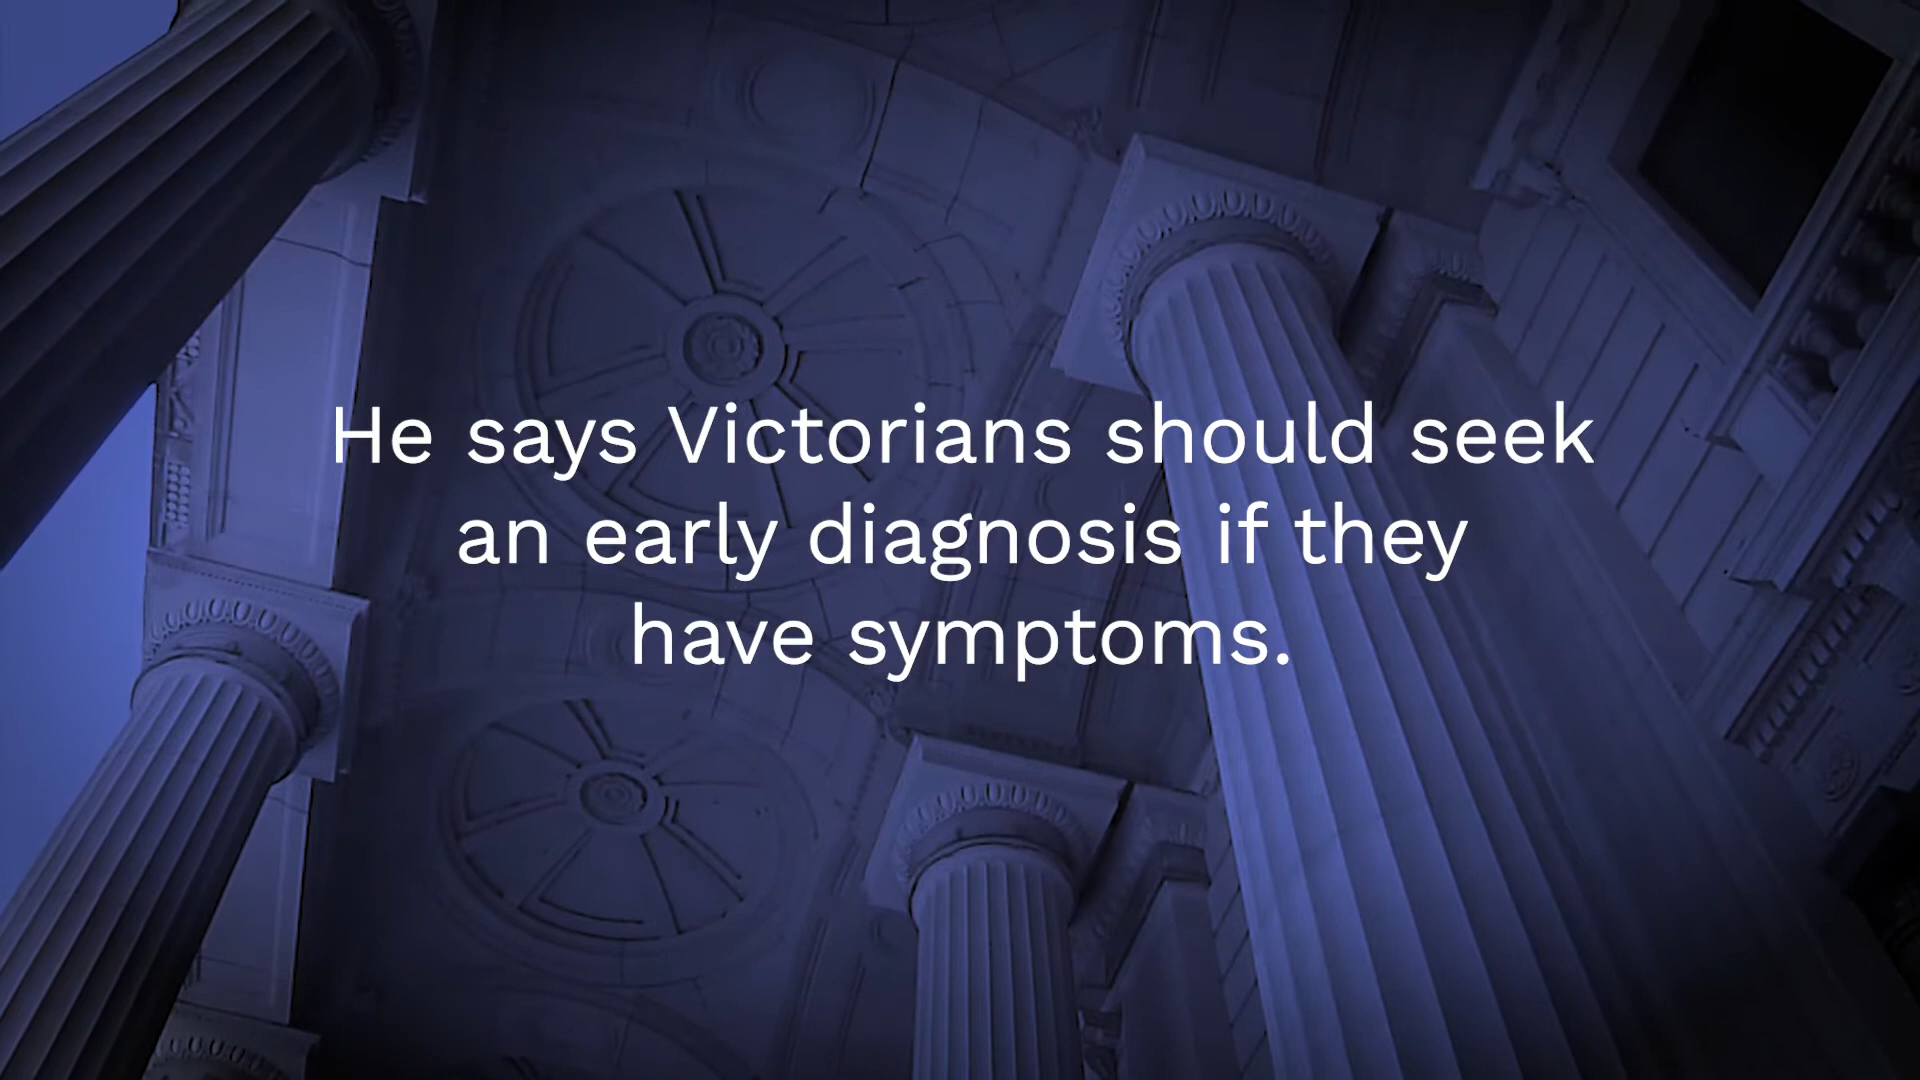 He says Victorians should seek
an early diagnosis if they
have symptoms.